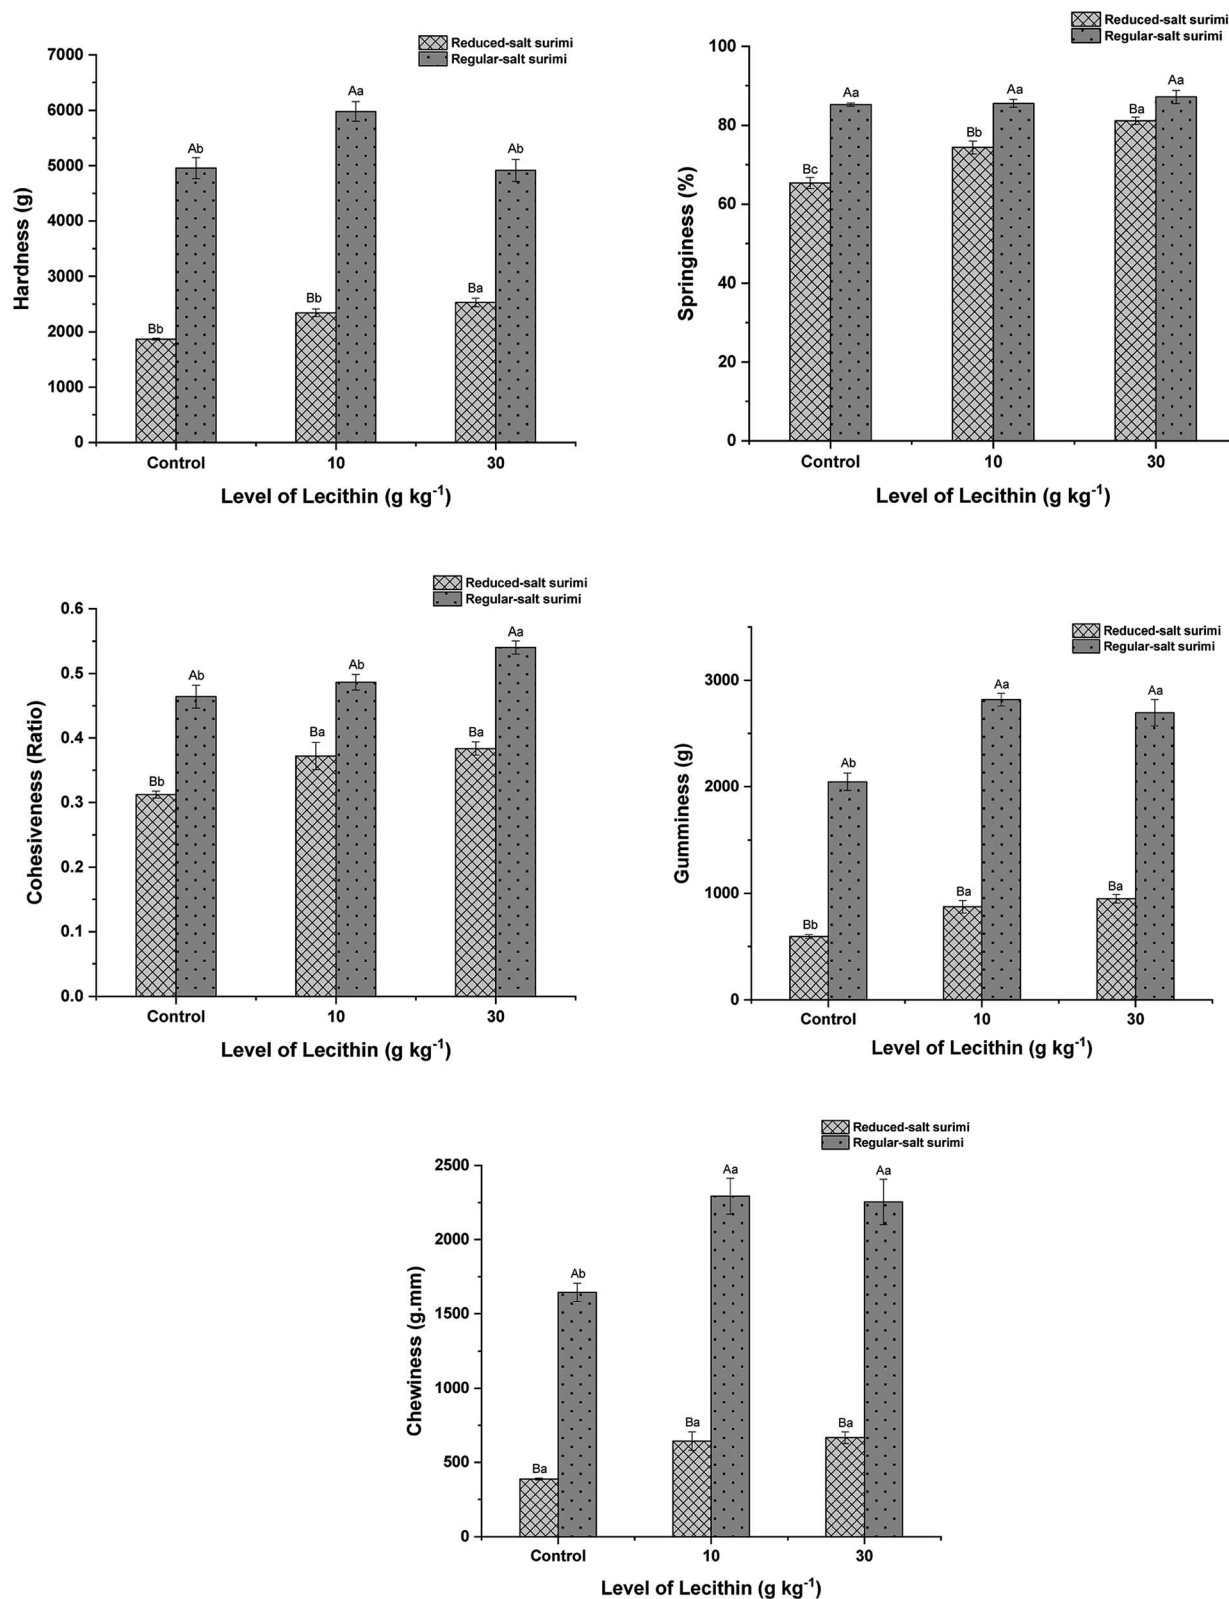 Reduced-salt surimi
Regular-salt surimi
7000
6000
5000
4000
3000
2000
1000
0
Hardness (g)
Bb
Ab
Bb
Aa
Ba
Ab
Control
10
30
Level of Lecithin (g kg⁻¹)
Reduced-salt surimi
Regular-salt surimi
100
80
60
40
20
0
Springiness (%)
Bc
Aa
Bb
Aa
Ba
Aa
Control
10
30
Level of Lecithin (g kg⁻¹)
Reduced-salt surimi
Regular-salt surimi
0.6
0.5
0.4
0.3
0.2
0.1
0.0
Cohesiveness (Ratio)
Bb
Ab
Ba
Ab
Ba
Aa
Control
10
30
Level of Lecithin (g kg⁻¹)
Reduced-salt surimi
Regular-salt surimi
3000
2000
1000
0
Gumminess (g)
Bb
Ab
Ba
Aa
Ba
Aa
Control
10
30
Level of Lecithin (g kg⁻¹)
Reduced-salt surimi
Regular-salt surimi
2500
2000
1500
1000
500
0
Chewiness (g.mm)
Ba
Ab
Ba
Aa
Ba
Aa
Control
10
30
Level of Lecithin (g kg⁻¹)